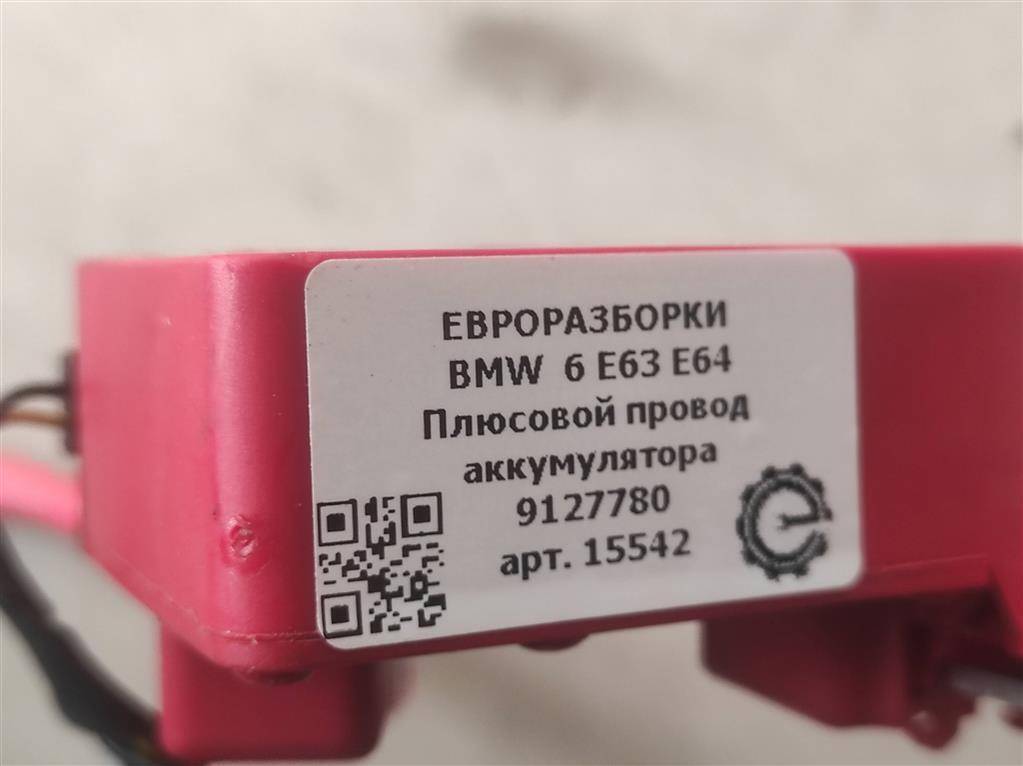 ЕВРОРАЗБОРКИ
BMW 6 E63 E64
Плюсовой провод
аккумулятора
9127780
арт. 15542